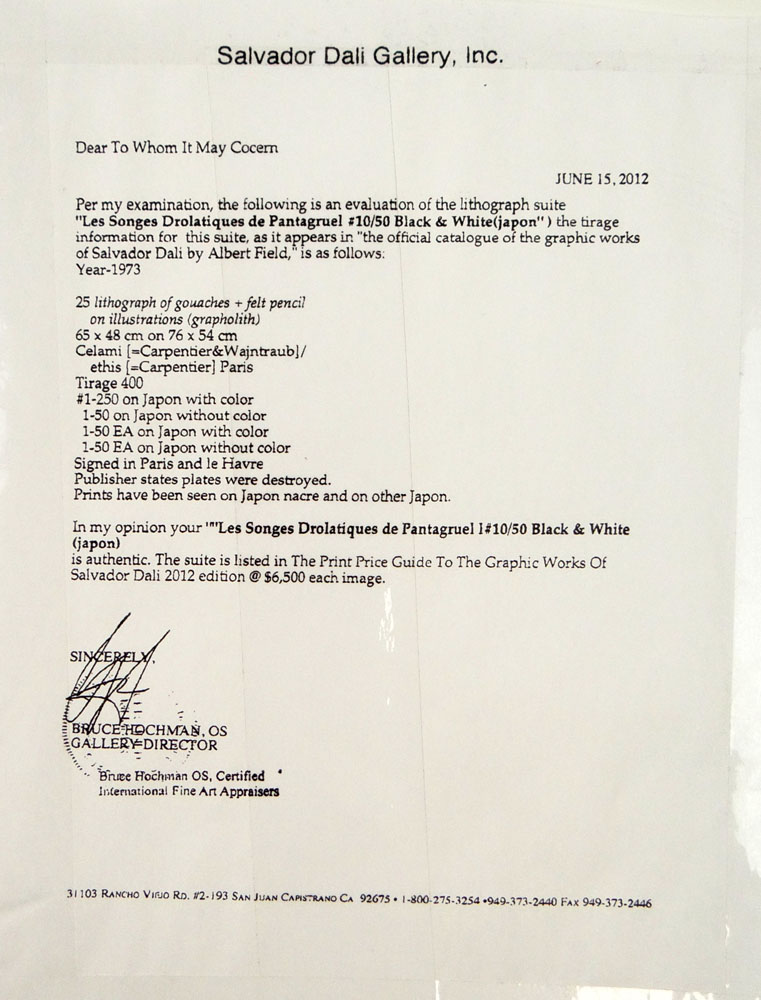 Salvador Dali Gallery, Inc.
Dear To Whom It May Cocern
JUNE 15, 2012
Per my examination, the following is an evaluation of the lithograph suite
"Les Songes Drolatiques de Pantagruel #10/50 Black & White(japon" ) the tirage
information for this suite, as it appears in "the official catalogue of the graphic works
of Salvador Dali by Albert Field," is as follows:
Year-1973
25 lithograph of gouaches + felt pencil
on illustrations (grapholith)
65 x 48 cm on 76 x 54 cm
Celami [=Carpentier&Wajntraub]/
ethis [=Carpentier] Paris
Tirage 400
#1-250 on Japon with color
1-50 on Japon without color
1-50 EA on Japon with color
1-50 EA on Japon without color
Signed in Paris and le Havre
Publisher states plates were destroyed.
Prints have been seen on Japon nacre and on other Japon.
In my opinion your '""Les Songes Drolatiques de Pantagruel 1#10/50 Black & White
(japon)
is authentic. The suite is listed in The Print Price Guide To The Graphic Works Of
Salvador Dali 2012 edition @ $6,500 each image.
SINCERELY,
BRUCE HOCHMAN, OS
GALLERY DIRECTOR
Bruce Hochman OS, Certified
International Fine Art Appraisers
31103 RANCHO VIEJO RD. #2-193 SAN JUAN CAPISTRANO CA 92675 • 1-800-275-3254 •949-373-2440 FAX 949-373-2446